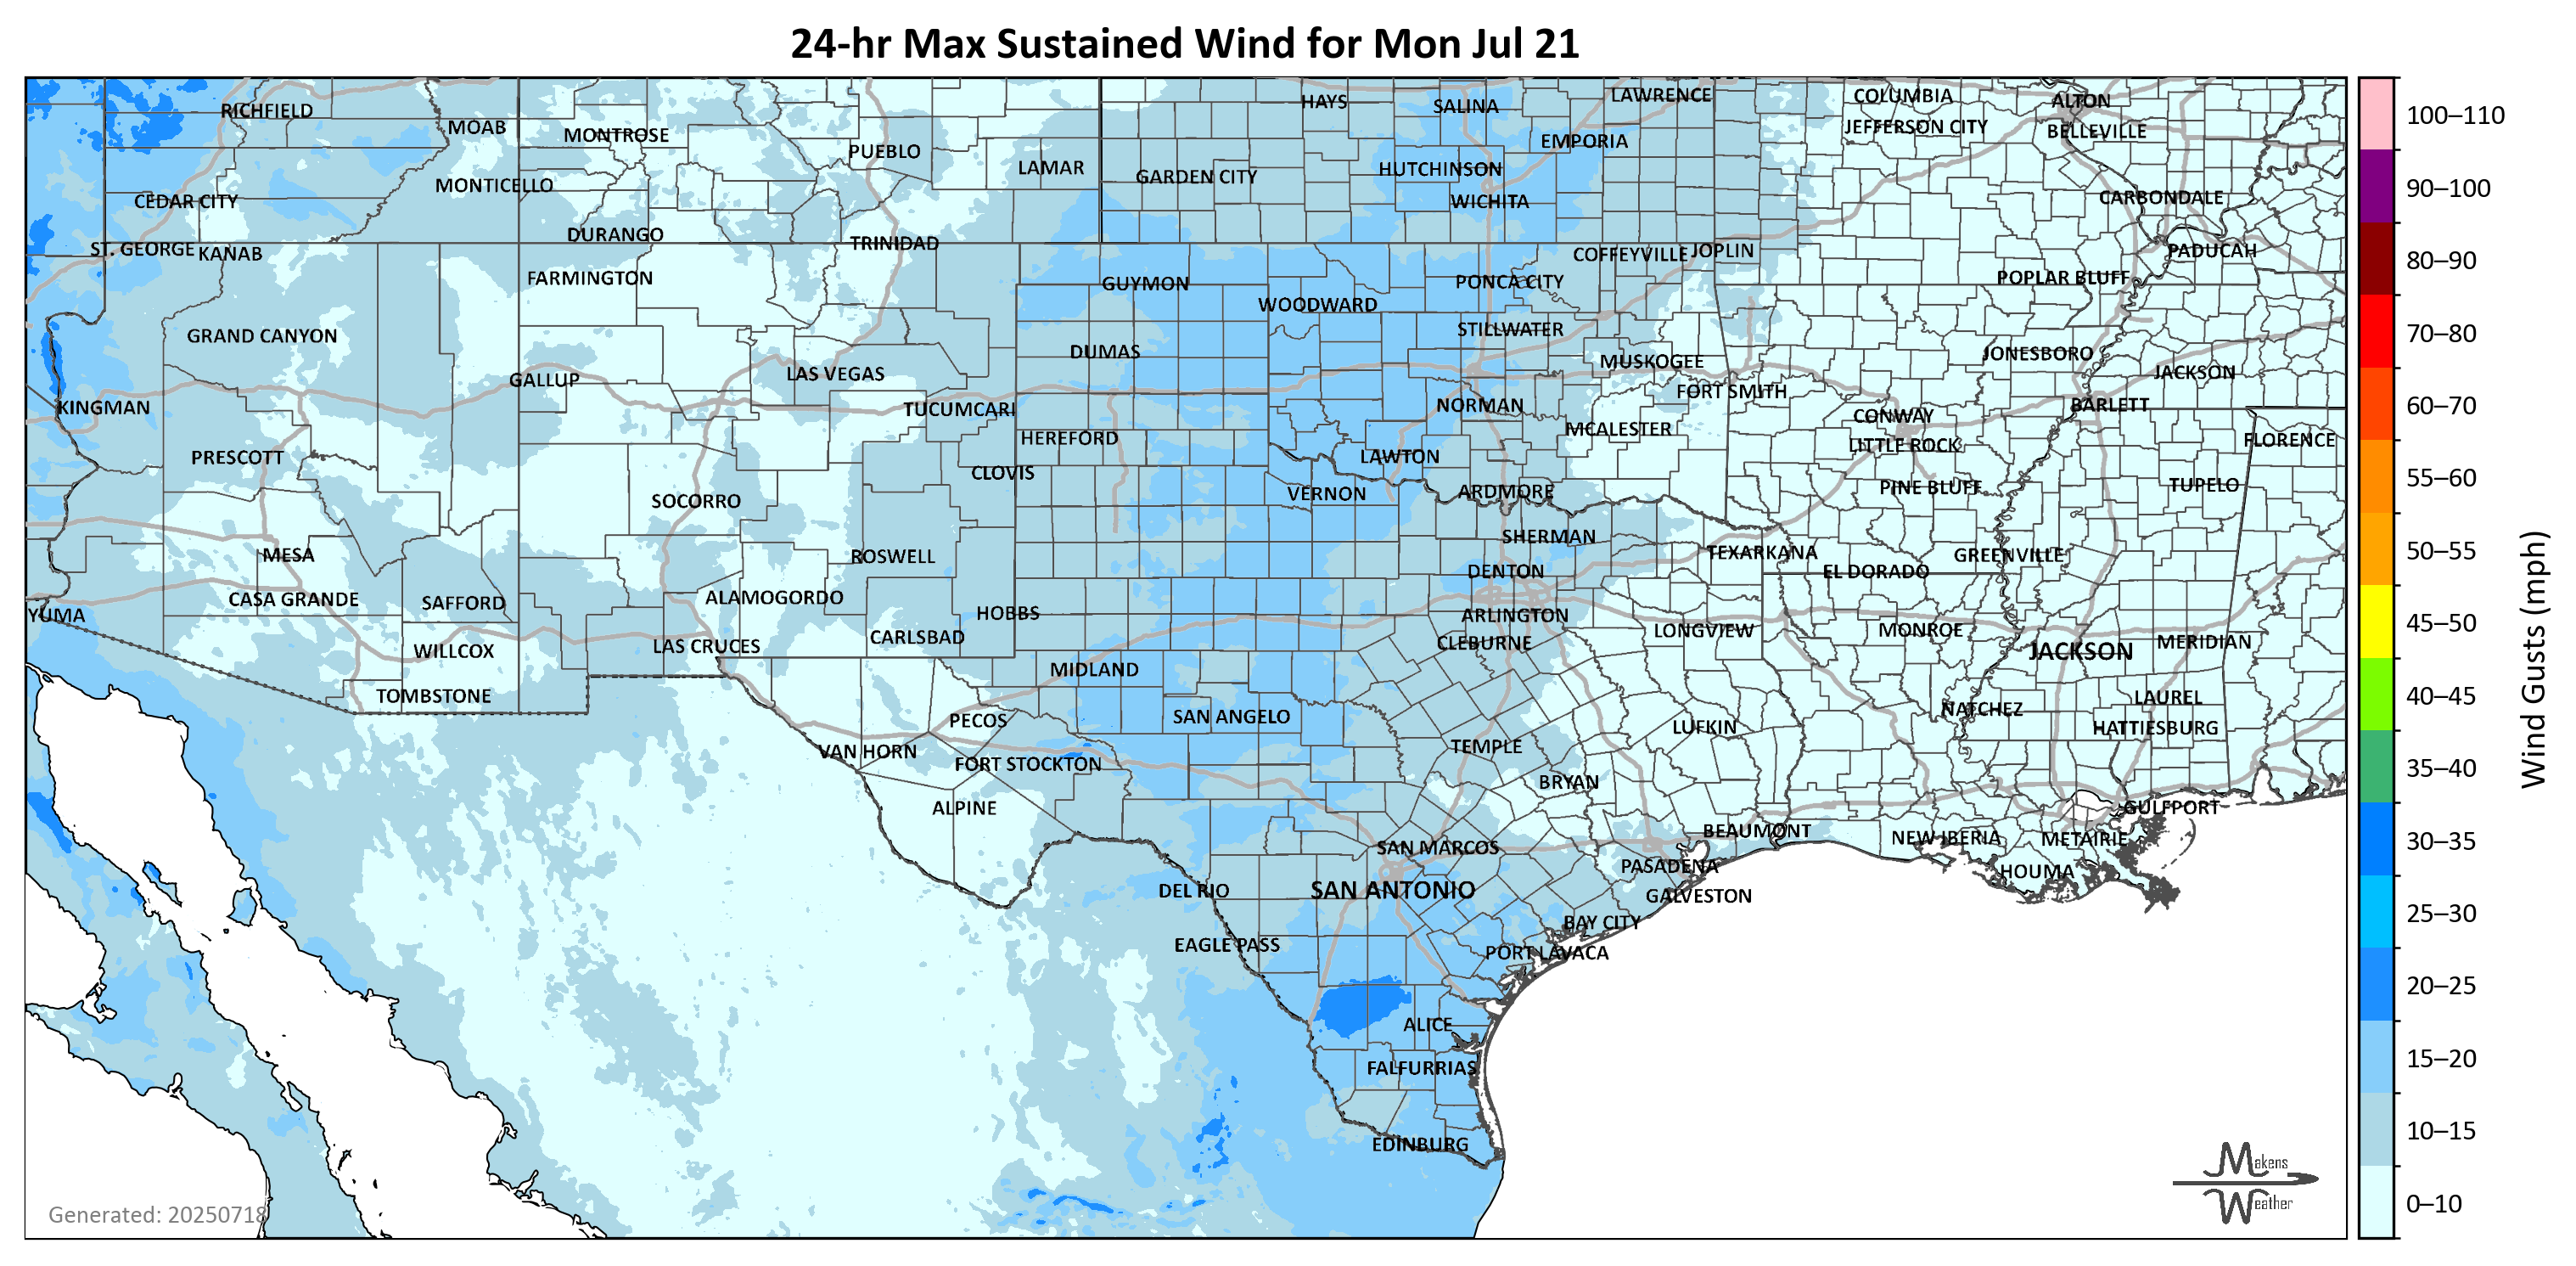 24-hr Max Sustained Wind for Mon Jul 21
RICHFIELD
MOAB
MONTROSE
PUEBLO
LAMAR
HAYS
SALINA
LAWRENCE
COLUMBIA
ALTON
JEFFERSON CITY
BELLEVILLE
EMPORIA
HUTCHINSON
GARDEN CITY
MONTICELLO
CEDAR CITY
WICHITA
CARBONDALE
ST. GEORGE
KANAB
DURANGO
TRINIDAD
COFFEYVILLE
JOPLIN
PADUCAH
FARMINGTON
GUYMON
PONCA CITY
POPLAR BLUFF
WOODWARD
GRAND CANYON
STILLWATER
DUMAS
MUSKOGEE
JONESBORO
GALLUP
LAS VEGAS
FORT SMITH
JACKSON
KINGMAN
TUCUMCARI
NORMAN
CONWAY
BARLETT
HEREFORD
MCALESTER
LITTLE ROCK
FLORENCE
PRESCOTT
CLOVIS
LAWTON
SOCORRO
VERNON
ARDMORE
PINE BLUFF
TUPELO
MESA
ROSWELL
SHERMAN
TEXARKANA
GREENVILLE
CASA GRANDE
SAFFORD
ALAMOGORDO
DENTON
EL DORADO
YUMA
HOBBS
ARLINGTON
WILLCOX
LAS CRUCES
CARLSBAD
CLEBURNE
LONGVIEW
MONROE
JACKSON
MERIDIAN
TOMBSTONE
MIDLAND
LAUREL
PECOS
SAN ANGELO
NATCHEZ
VAN HORN
FORT STOCKTON
TEMPLE
LUFKIN
HATTIESBURG
ALPINE
BRYAN
GULFPORT
SAN MARCOS
BEAUMONT
NEW IBERIA
METAIRIE
DEL RIO
SAN ANTONIO
PASADENA
HOUMA
GALVESTON
EAGLE PASS
BAY CITY
PORT LAVACA
ALICE
FALFURRIAS
EDINBURG
Generated: 20250718
Makens
Weather
100–110
90–100
80–90
70–80
60–70
55–60
50–55
45–50
40–45
35–40
30–35
25–30
20–25
15–20
10–15
0–10
Wind Gusts (mph)